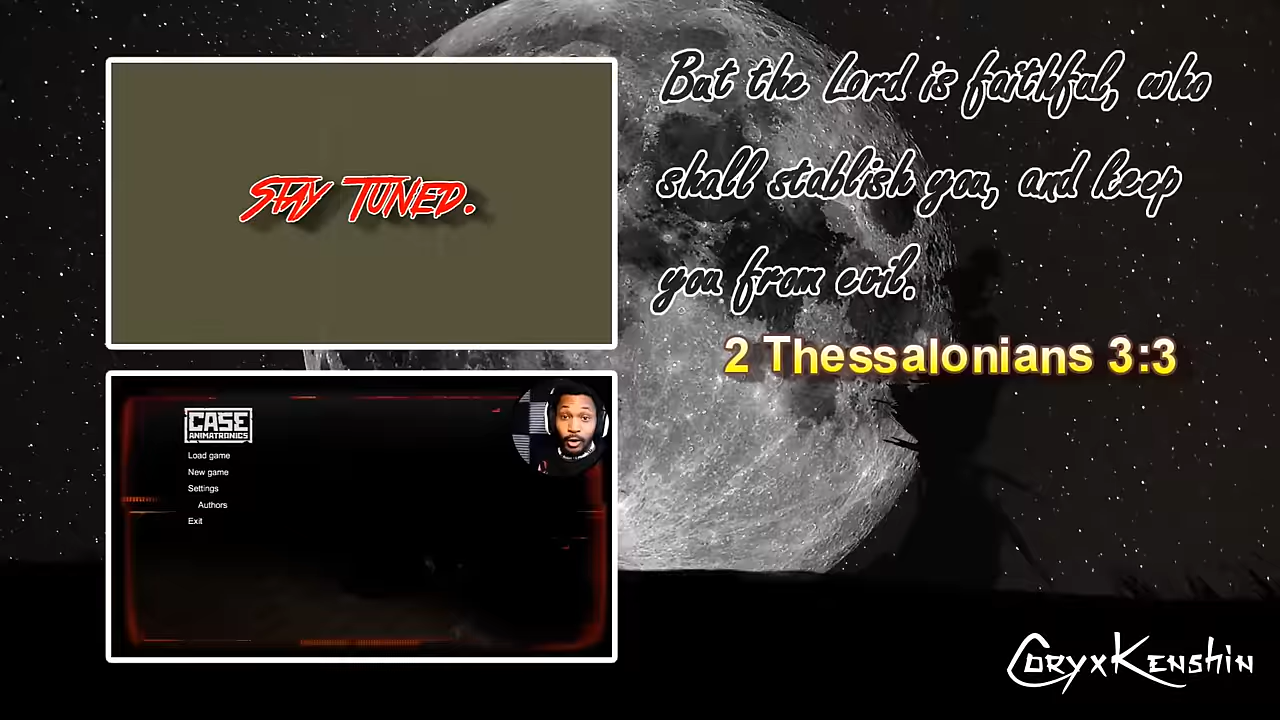 STAY TUNED.
But the Lord is faithful, who
shall stablish you, and keep
you from evil.
2 Thessalonians 3:3
CASE
ANIMATRONICS
Load game
New game
Settings
Authors
Exit
CORYXKENSHIN